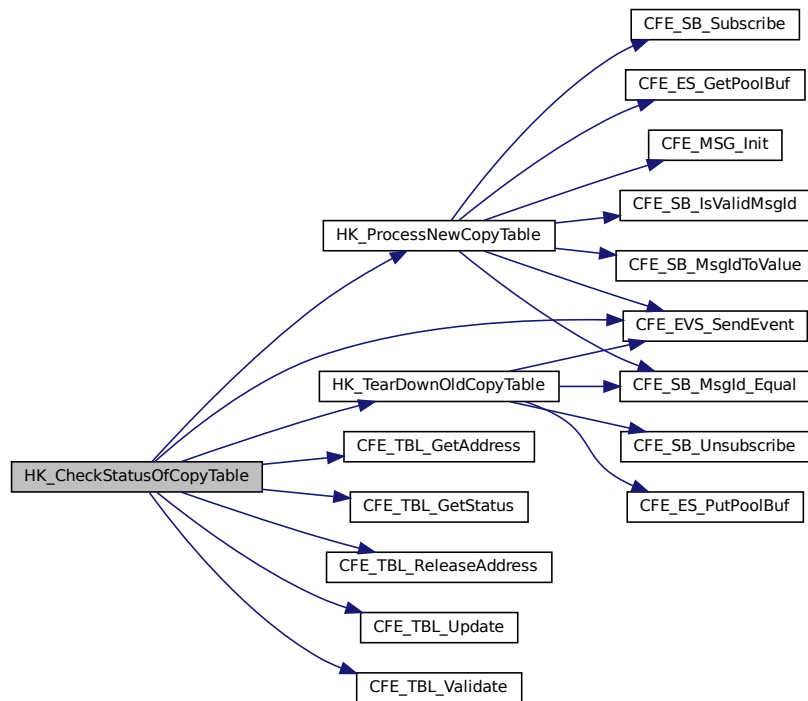 CFE_SB_Subscribe
CFE_ES_GetPoolBuf
CFE_MSG_Init
CFE_SB_IsValidMsgId
HK_ProcessNewCopyTable
CFE_SB_MsgIdToValue
CFE_EVS_SendEvent
HK_TearDownOldCopyTable
CFE_SB_MsgId_Equal
CFE_TBL_GetAddress
CFE_SB_Unsubscribe
HK_CheckStatusOfCopyTable
CFE_TBL_GetStatus
CFE_ES_PutPoolBuf
CFE_TBL_ReleaseAddress
CFE_TBL_Update
CFE_TBL_Validate